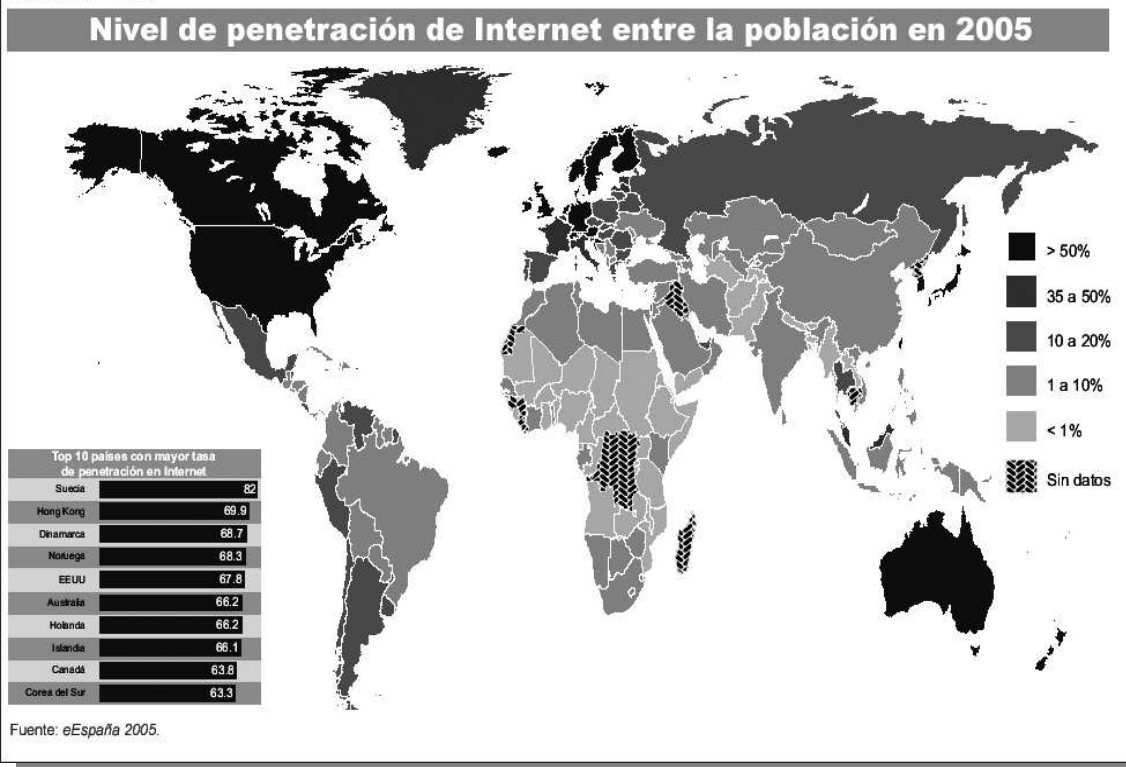 Nivel de penetración de Internet entre la población en 2005
> 50%
35 a 50%
10 a 20%
1 a 10%
< 1%
Sin datos
Top 10 países con mayor tasa
de penetración en Internet
Suecia 82
Hong Kong 69.9
Dinamarca 68.7
Noruega 68.3
EEUU 67.8
Australia 66.2
Holanda 66.2
Islandia 66.1
Canadá 63.8
Corea del Sur 63.3
Fuente: eEspaña 2005.